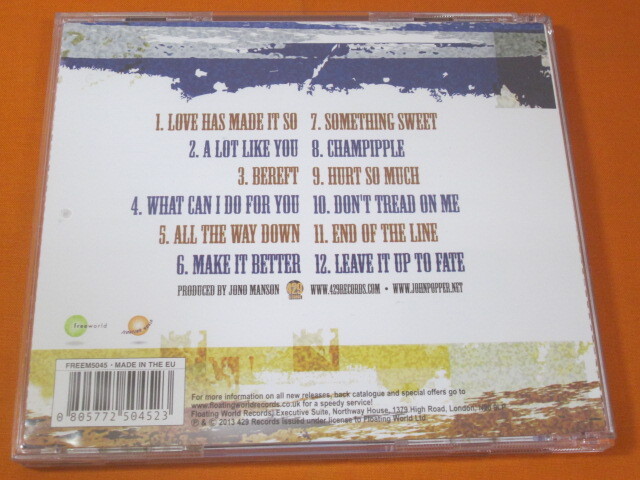 1. LOVE HAS MADE IT SO
2. A LOT LIKE YOU
3. BEREFT
4. WHAT CAN I DO FOR YOU
5. ALL THE WAY DOWN
6. MAKE IT BETTER
7. SOMETHING SWEET
8. CHAMPIPPLE
9. HURT SO MUCH
10. DON'T TREAD ON ME
11. END OF THE LINE
12. LEAVE IT UP TO FATE
PRODUCED BY JONO MANSON 429 WWW.429RECORDS.COM • WWW.JOHNPOPPER.NET
freeworld
FREEM5045 - MADE IN THE EU
0 805772 504523
For more information on all new releases, back catalogue and special offers go to
www.floatingworldrecords.co.uk for a speedy service!
Floating World Records, Executive Suite, Northway House, 1379 High Road, London,
℗ & © 2013 429 Records issued under license to Floating World Ltd